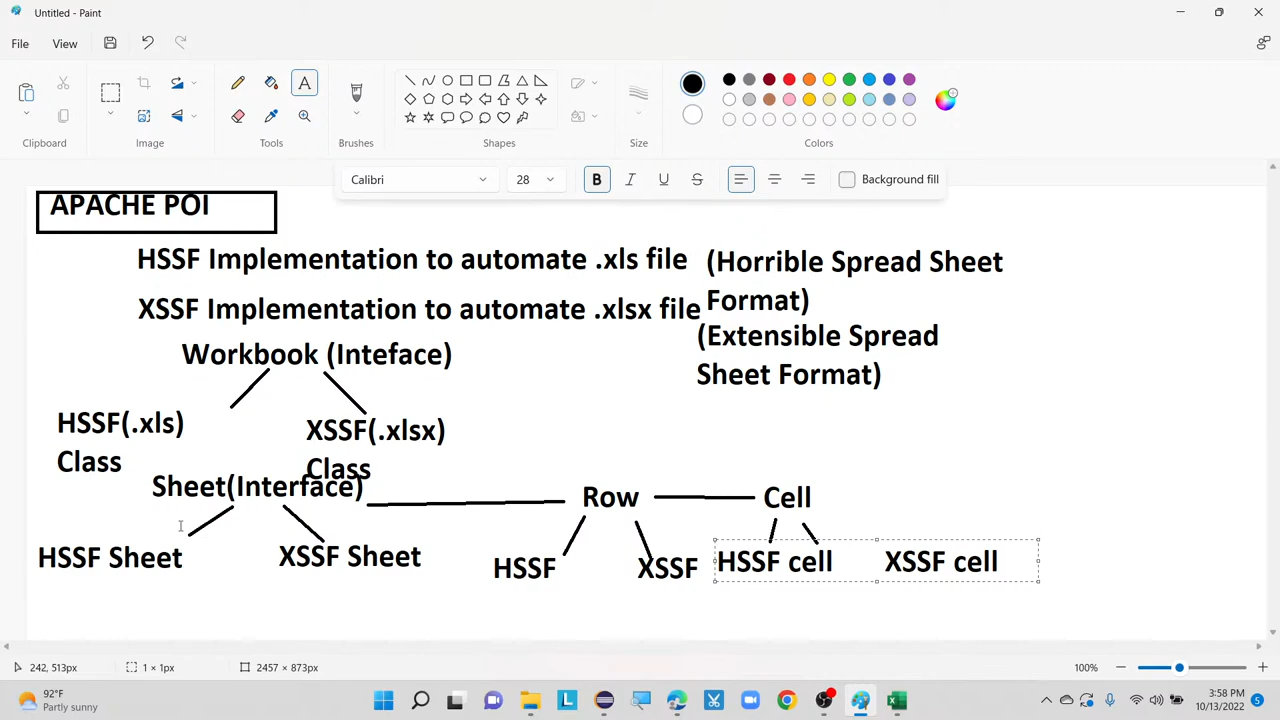 Untitled - Paint
File View
Clipboard Image Tools Brushes Shapes Size Colors
Calibri 28 B I U Background fill
APACHE POI
HSSF Implementation to automate .xls file (Horrible Spread Sheet
Format)
XSSF Implementation to automate .xlsx file
(Extensible Spread
Sheet Format)
Workbook (Inteface)
HSSF(.xls)
Class
XSSF(.xlsx)
Class
Sheet(Interface) Row Cell
HSSF Sheet XSSF Sheet HSSF XSSF HSSF cell XSSF cell
242, 513px 1 × 1px 2457 × 873px 100%
92°F
Partly sunny
3:58 PM
10/13/2022
5